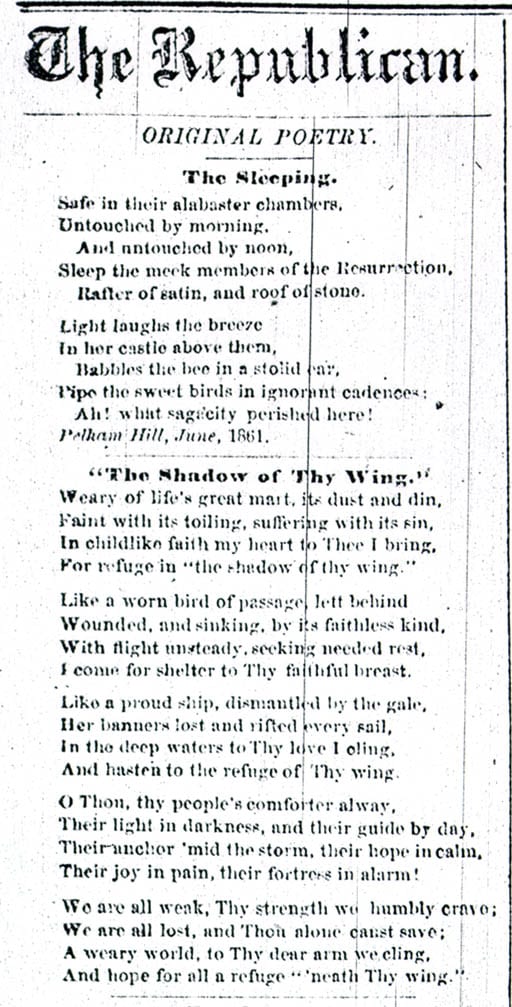 The Republican.
ORIGINAL POETRY.
The Sleeping.
Safe in their alabaster chambers,
Untouched by morning,
And untouched by noon,
Sleep the meek members of the Resurrection,
Rafter of satin, and roof of stone.
Light laughs the breeze
In her castle above them,
Babbles the bee in a stolid ear,
Pipe the sweet birds in ignorant cadences:
Ah! what sagacity perished here!
Pelham Hill, June, 1861.
"The Shadow of Thy Wing."
Weary of life's great mart, its dust and din,
Faint with its toiling, suffering with its sin,
In childlike faith my heart to Thee I bring,
For refuge in "the shadow of thy wing."
Like a worn bird of passage, left behind
Wounded, and sinking, by its faithless kind,
With flight unsteady, seeking needed rest,
I come for shelter to Thy faithful breast.
Like a proud ship, dismantled by the gale,
Her banners lost and rifted every sail,
In the deep waters to Thy love I cling,
And hasten to the refuge of Thy wing.
O Thou, thy people's comforter alway,
Their light in darkness, and their guide by day,
Their anchor 'mid the storm, their hope in calm,
Their joy in pain, their fortress in alarm!
We are all weak, Thy strength we humbly crave;
We are all lost, and Thou alone canst save;
A weary world, to Thy dear arm we cling,
And hope for all a refuge "'neath Thy wing."